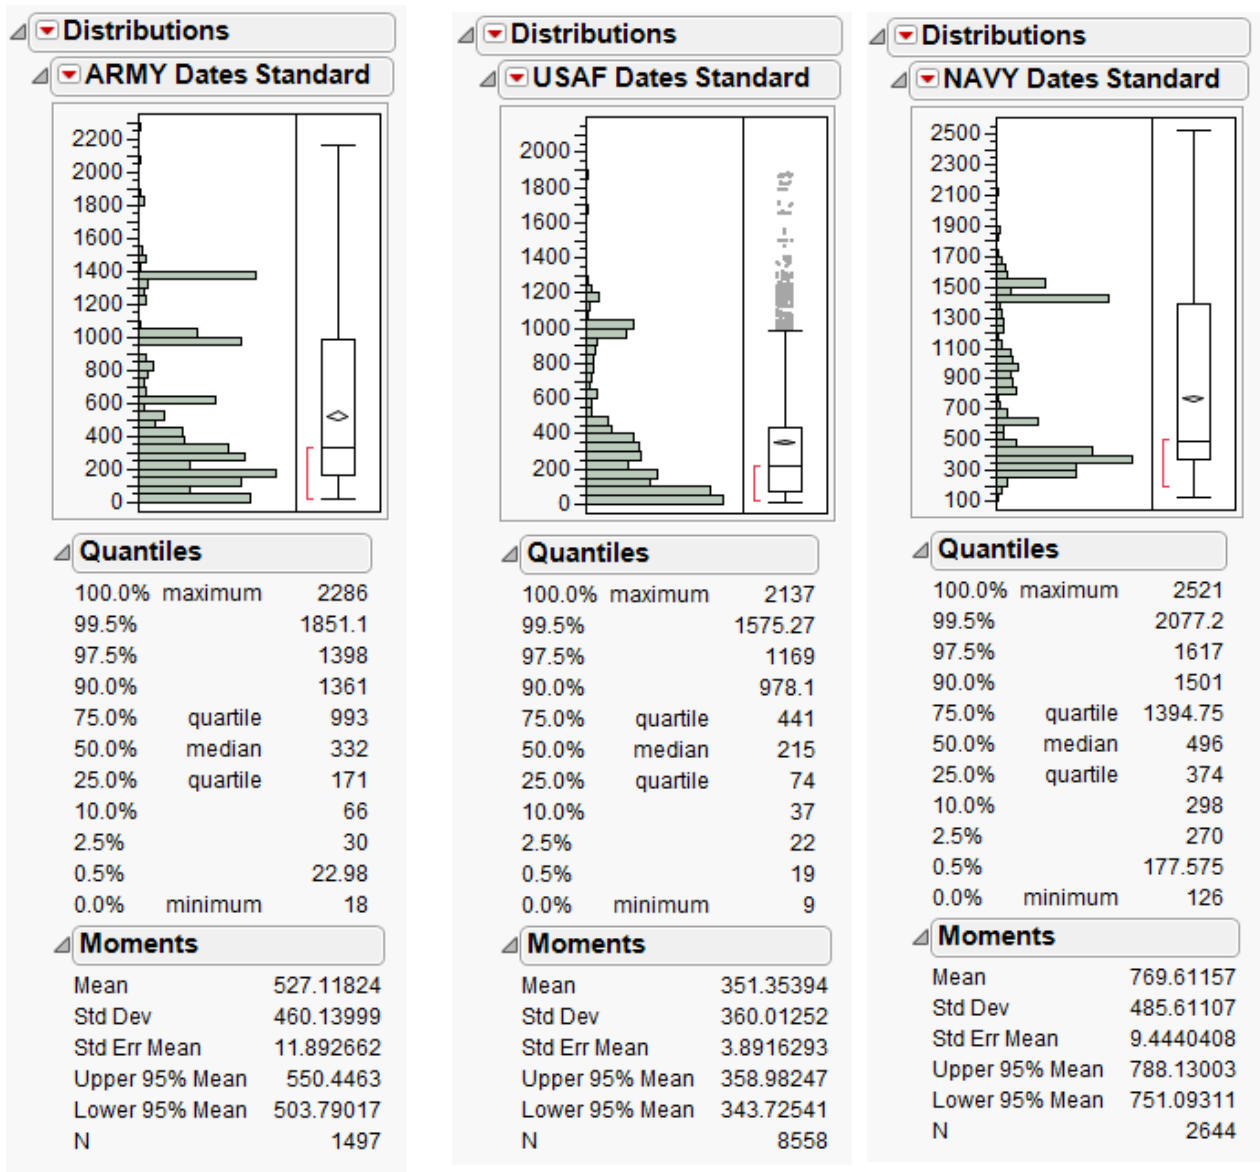 Distributions
ARMY Dates Standard
2200
2000
1800
1600
1400
1200
1000
800
600
400
200
0
Quantiles
100.0% maximum 2286
99.5% 1851.1
97.5% 1398
90.0% 1361
75.0% quartile 993
50.0% median 332
25.0% quartile 171
10.0% 66
2.5% 30
0.5% 22.98
0.0% minimum 18
Moments
Mean 527.11824
Std Dev 460.13999
Std Err Mean 11.892662
Upper 95% Mean 550.4463
Lower 95% Mean 503.79017
N 1497
Distributions
USAF Dates Standard
2000
1800
1600
1400
1200
1000
800
600
400
200
0
Quantiles
100.0% maximum 2137
99.5% 1575.27
97.5% 1169
90.0% 978.1
75.0% quartile 441
50.0% median 215
25.0% quartile 74
10.0% 37
2.5% 22
0.5% 19
0.0% minimum 9
Moments
Mean 351.35394
Std Dev 360.01252
Std Err Mean 3.8916293
Upper 95% Mean 358.98247
Lower 95% Mean 343.72541
N 8558
Distributions
NAVY Dates Standard
2500
2300
2100
1900
1700
1500
1300
1100
900
700
500
300
100
Quantiles
100.0% maximum 2521
99.5% 2077.2
97.5% 1617
90.0% 1501
75.0% quartile 1394.75
50.0% median 496
25.0% quartile 374
10.0% 298
2.5% 270
0.5% 177.575
0.0% minimum 126
Moments
Mean 769.61157
Std Dev 485.61107
Std Err Mean 9.4440408
Upper 95% Mean 788.13003
Lower 95% Mean 751.09311
N 2644